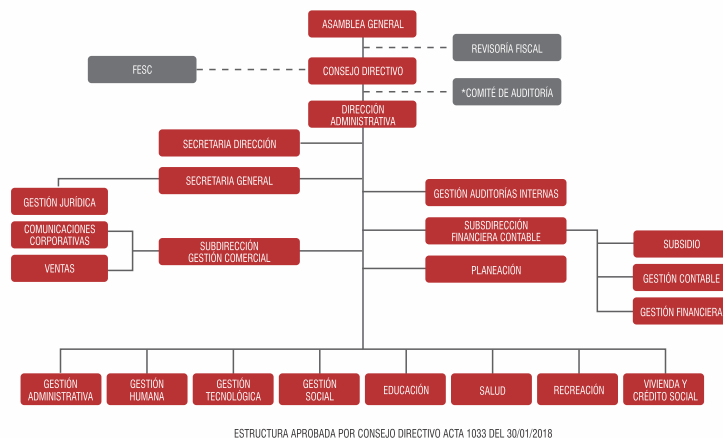 ASAMBLEA GENERAL
REVISORÍA FISCAL
FESC
CONSEJO DIRECTIVO
*COMITÉ DE AUDITORÍA
DIRECCIÓN
ADMINISTRATIVA
SECRETARIA DIRECCIÓN
SECRETARIA GENERAL
GESTIÓN JURÍDICA
GESTIÓN AUDITORÍAS INTERNAS
COMUNICACIONES
CORPORATIVAS
VENTAS
SUBDIRECCIÓN
GESTIÓN COMERCIAL
SUBSDIRECCIÓN
FINANCIERA CONTABLE
PLANEACIÓN
SUBSIDIO
GESTIÓN CONTABLE
GESTIÓN FINANCIERA
GESTIÓN
ADMINISTRATIVA
GESTIÓN
HUMANA
GESTIÓN
TECNOLÓGICA
GESTIÓN
SOCIAL
EDUCACIÓN
SALUD
RECREACIÓN
VIVIENDA Y
CRÉDITO SOCIAL
ESTRUCTURA APROBADA POR CONSEJO DIRECTIVO ACTA 1033 DEL 30/01/2018